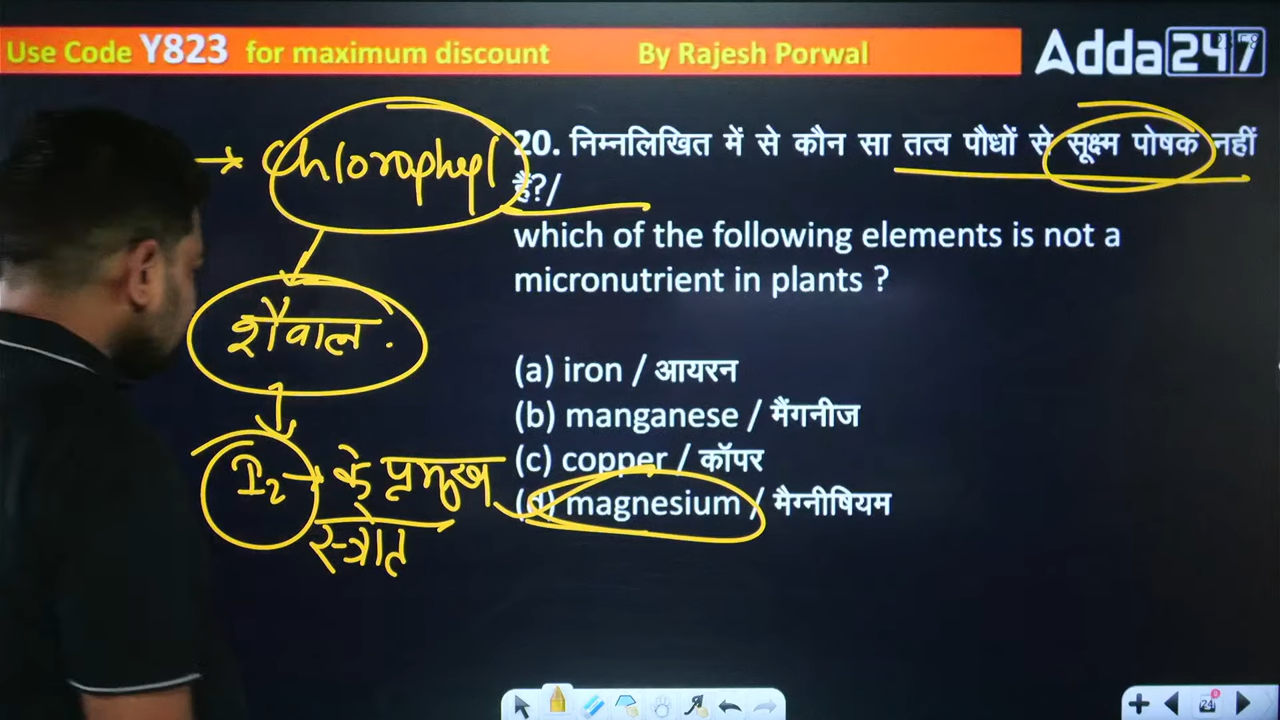 Use Code Y823 for maximum discount By Rajesh Porwal
Adda247
20. निम्नलिखित में से कौन सा तत्व पौधों से सूक्ष्म पोषक नहीं
हैं?/
which of the following elements is not a
micronutrient in plants ?
(a) iron / आयरन
(b) manganese / मैंगनीज
(c) copper / कॉपर
(d) magnesium / मैग्नीषियम
→ Chlorophyl
शैवाल .
I₂ → के प्रमुख
स्त्रोत
24